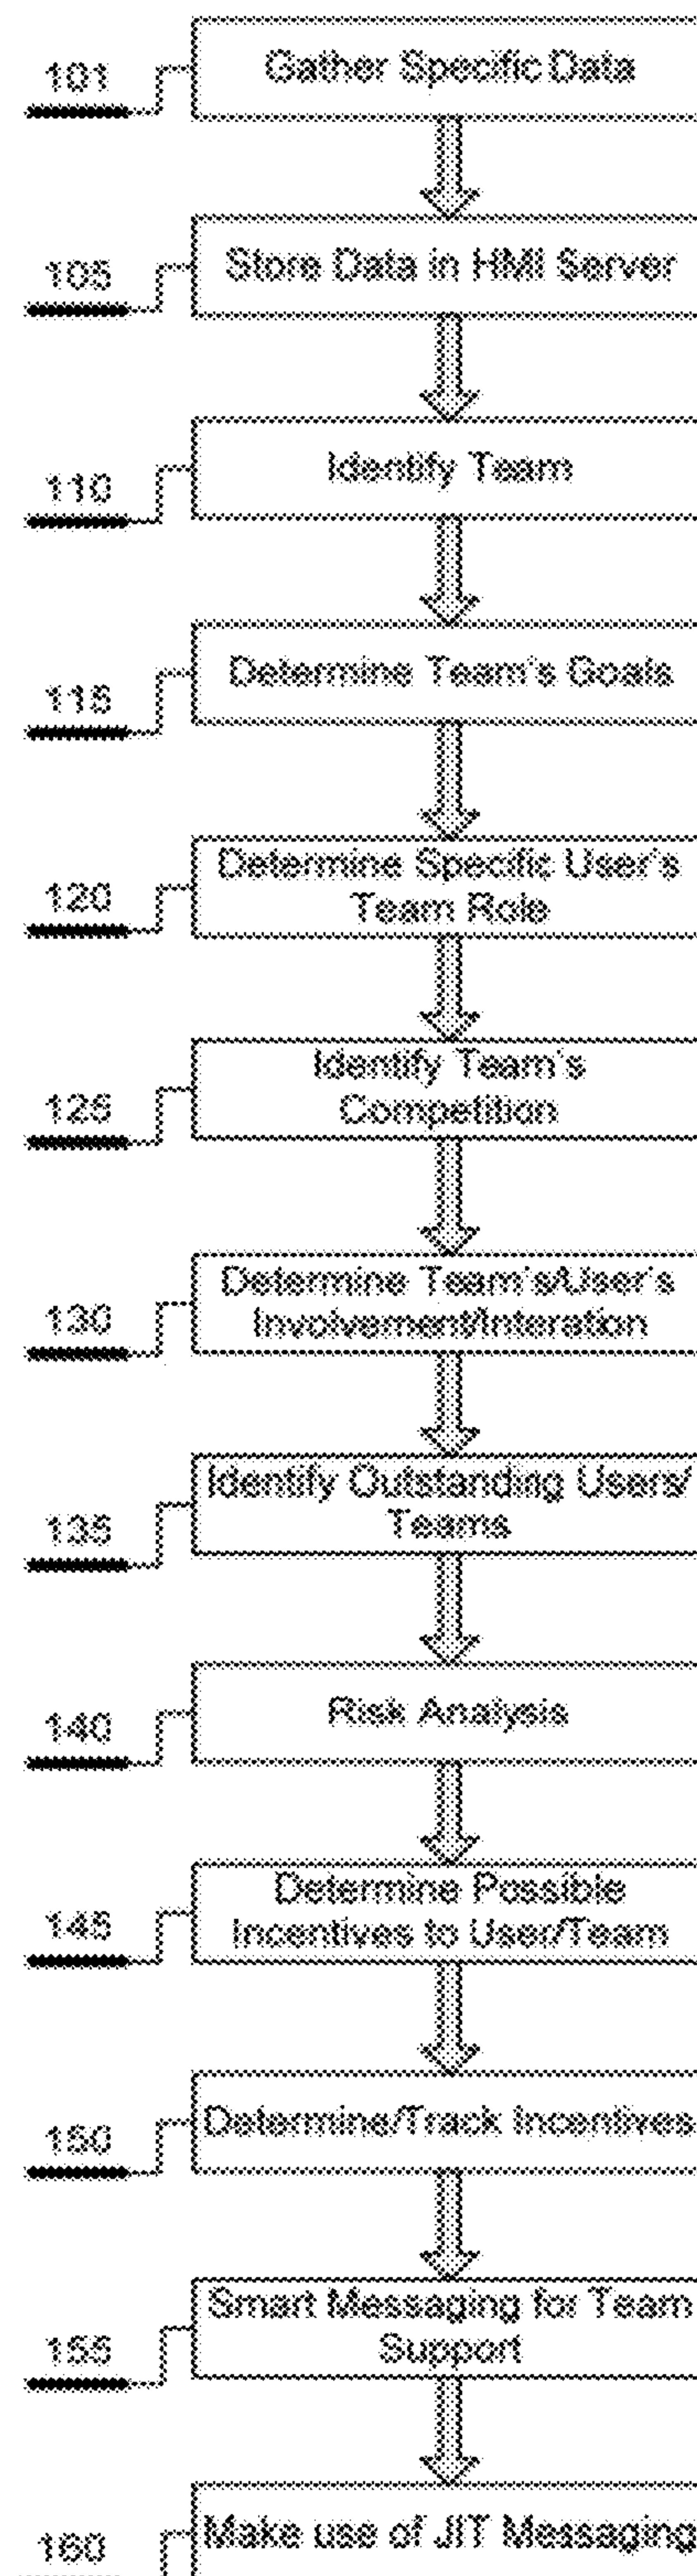 101
Gather Specific Data
105
Store Data in HMI Server
110
Identify Team
115
Determine Team's Goals
120
Determine Specific User's
Team Role
125
Identify Team's
Competition
130
Determine Team's/User's
Involvement/Interation
135
Identify Outstanding Users/
Teams
140
Risk Analysis
145
Determine Possible
Incentives to User/Team
150
Determine/Track Incentives
155
Smart Messaging for Team
Support
160
Make use of JIT Messaging